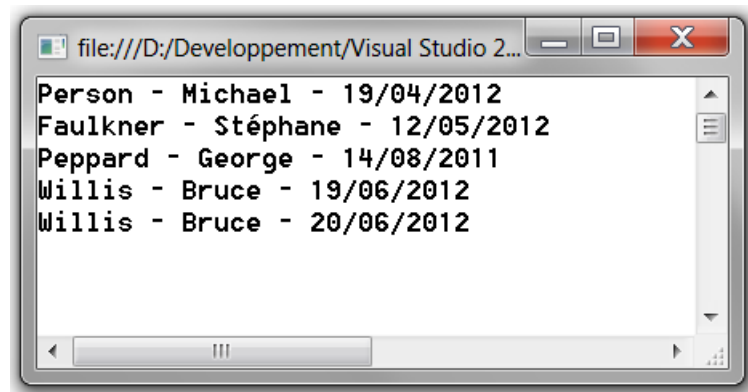 file:///D:/Developpement/Visual Studio 2...
Person - Michael - 19/04/2012
Faulkner - Stéphane - 12/05/2012
Peppard - George - 14/08/2011
Willis - Bruce - 19/06/2012
Willis - Bruce - 20/06/2012